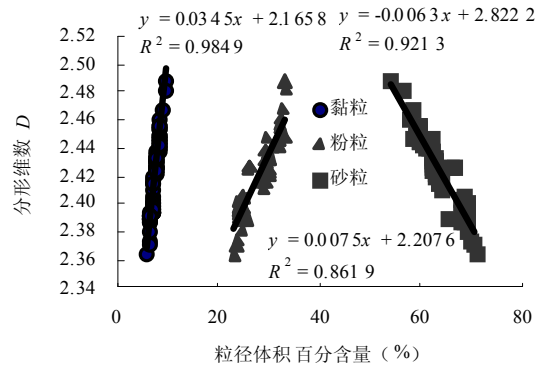 y = 0.0345x + 2.1658
R² = 0.9849
y = -0.0063x + 2.8222
R² = 0.9213
2.52
2.50
2.48
2.46
2.44
2.42
2.40
2.38
2.36
2.34
分形维数 D
黏粒
粉粒
砂粒
y = 0.0075x + 2.2076
R² = 0.8619
0 20 40 60 80
粒径体积百分含量（%）